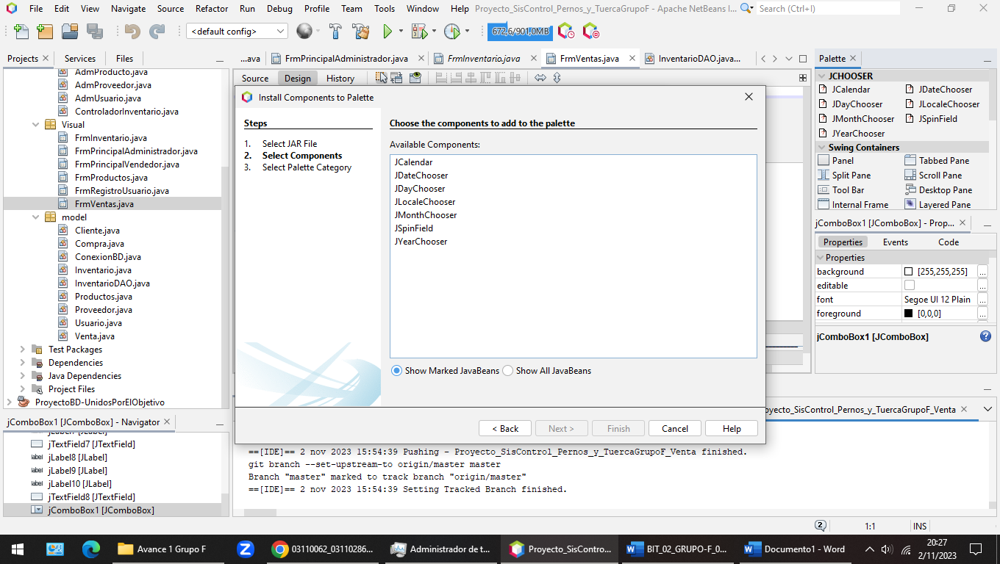 File Edit View Navigate Source Refactor Run Debug Profile Team Tools Window Help Proyecto_SisControl_Pernos_y_TuercaGrupoF - Apache NetBeans I... Search (Ctrl+I)
<default config> 672,6/901,0MB
Projects Services Files
...ava FrmPrincipalAdministrador.java FrmInventario.java FrmVentas.java InventarioDAO.java...
Palette
Source Design History
AdmProducto.java
AdmProveedor.java
AdmUsuario.java
ControladorInventario.java
Visual
FrmInventario.java
FrmPrincipalAdministrador.java
FrmPrincipalVendedor.java
FrmProductos.java
FrmRegistroUsuario.java
FrmVentas.java
model
Cliente.java
Compra.java
ConexionBD.java
Inventario.java
InventarioDAO.java
Productos.java
Proveedor.java
Usuario.java
Venta.java
Test Packages
Dependencies
Java Dependencies
Project Files
ProyectoBD-UnidosPorElObjetivo
jComboBox1 [JComboBox] - Navigator
jLabel7 [JLabel]
jTextField7 [JTextField]
jLabel8 [JLabel]
jLabel9 [JLabel]
jLabel10 [JLabel]
jTextField8 [JTextField]
jComboBox1 [JComboBox]
Install Components to Palette
Steps
1. Select JAR File
2. Select Components
3. Select Palette Category
Choose the components to add to the palette
Available Components:
JCalendar
JDateChooser
JDayChooser
JLocaleChooser
JMonthChooser
JSpinField
JYearChooser
Show Marked JavaBeans Show All JavaBeans
< Back Next > Finish Cancel Help
JCHOOSER
JCalendar JDateChooser
JDayChooser JLocaleChooser
JMonthChooser JSpinField
JYearChooser
Swing Containers
Panel Tabbed Pane
Split Pane Scroll Pane
Tool Bar Desktop Pane
Internal Frame Layered Pane
jComboBox1 [JComboBox] - Prop...
Properties Events Code
Properties
background [255,255,255] ...
editable ...
font Segoe UI 12 Plain ...
foreground [0,0,0] ...
jComboBox1 [JComboBox]
oyecto_SisControl_Pernos_y_TuercaGrupoF_Venta
==[IDE]== 2 nov 2023 15:54:39 Pushing - Proyecto_SisControl_Pernos_y_TuercaGrupoF_Venta finished.
git branch --set-upstream-to origin/master master
Branch "master" marked to track branch "origin/master"
==[IDE]== 2 nov 2023 15:54:39 Setting Tracked Branch finished.
2 1:1 INS
Avance 1 Grupo F 03110062_03110286... Administrador de t... Proyecto_SisContro... BIT_02_GRUPO-F_0... Documento1 - Word
20:27
2/11/2023